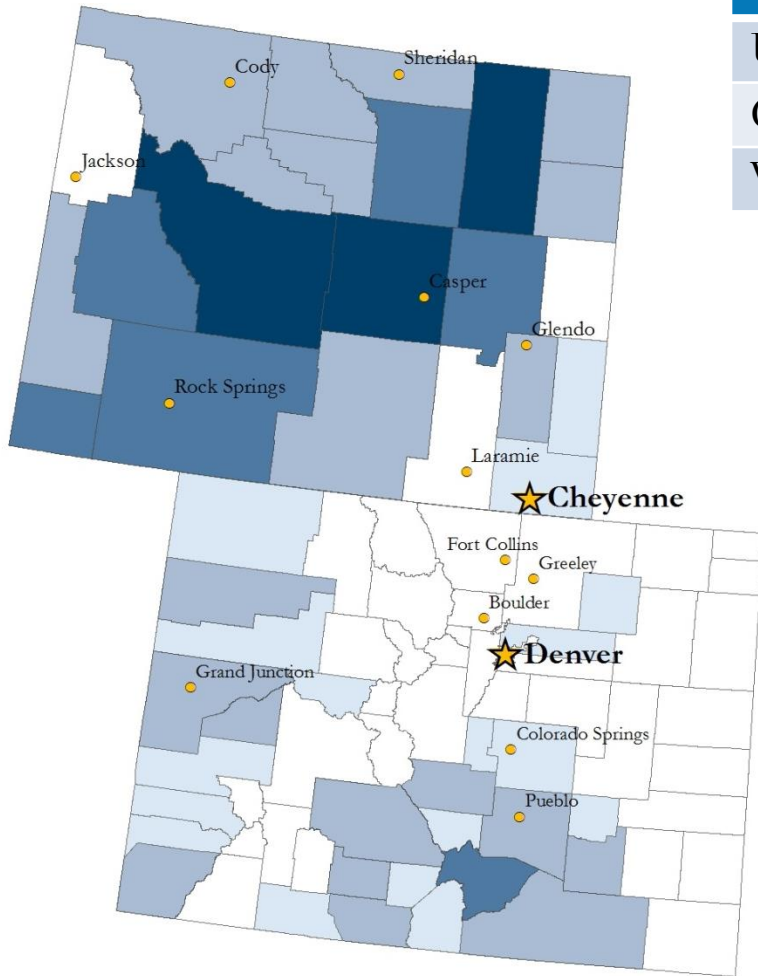 Sheridan
Cody
Jackson
Casper
Glendo
Rock Springs
Laramie
Cheyenne
Fort Collins
Greeley
Boulder
Denver
Grand Junction
Colorado Springs
Pueblo